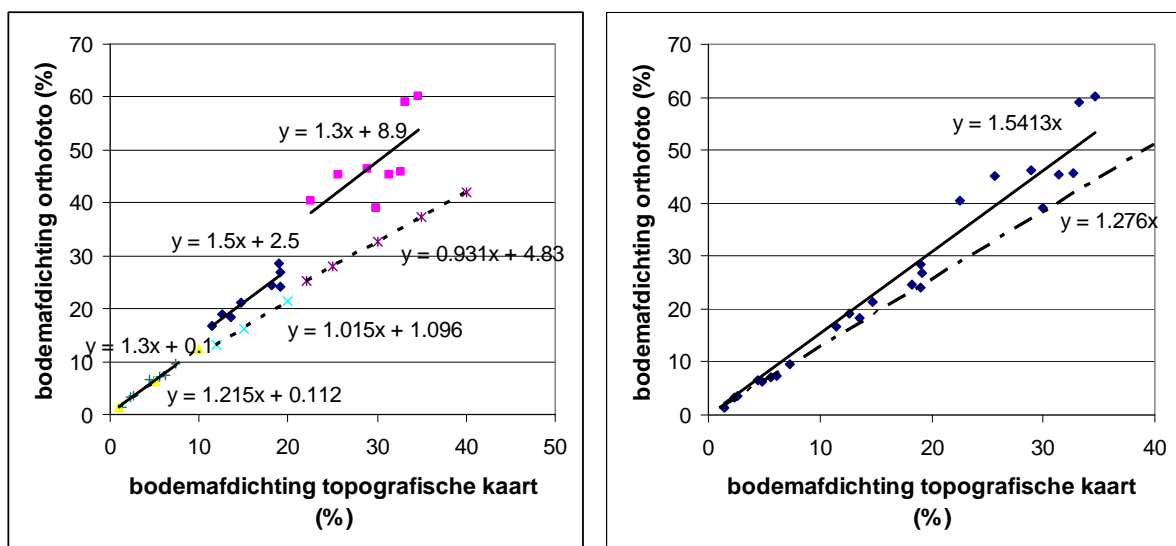 70
60
50
40
30
20
10
0
bodemafdichting orthofoto (%)
y = 1.3x + 8.9
y = 1.5x + 2.5
y = 0.931x + 4.83
y = 1.015x + 1.096
y = 1.3x + 0.1
y = 1.215x + 0.112
0 10 20 30 40 50
bodemafdichting topografische kaart
(%)
70
60
50
40
30
20
10
0
bodemafdichting orthofoto (%)
y = 1.5413x
y = 1.276x
0 10 20 30 40
bodemafdichting topografische kaart
(%)